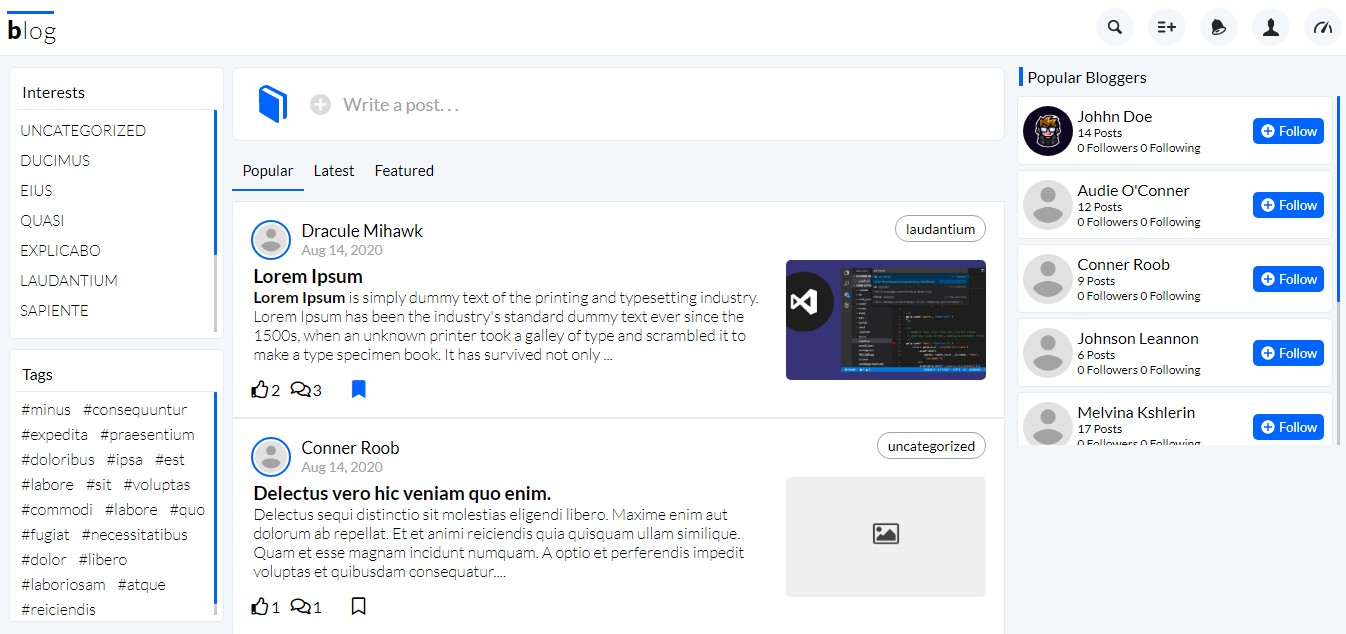 blog
Interests
UNCATEGORIZED
DUCIMUS
EIUS
QUASI
EXPLICABO
LAUDANTIUM
SAPIENTE
Tags
#minus #consequuntur
#expedita #praesentium
#doloribus #ipsa #est
#labore #sit #voluptas
#commodi #labore #quo
#fugiat #necessitatibus
#dolor #libero
#laboriosam #atque
#reiciendis
Write a post. . .
Popular Latest Featured
Dracule Mihawk
Aug 14, 2020
laudantium
Lorem Ipsum
Lorem Ipsum is simply dummy text of the printing and typesetting industry.
Lorem Ipsum has been the industry's standard dummy text ever since the
1500s, when an unknown printer took a galley of type and scrambled it to
make a type specimen book. It has survived not only ...
2 3
Conner Roob
Aug 14, 2020
uncategorized
Delectus vero hic veniam quo enim.
Delectus sequi distinctio sit molestias eligendi libero. Maxime enim aut
dolorum ab repellat. Et et animi reiciendis quia quisquam ullam similique.
Quam et esse magnam incidunt numquam. A optio et perferendis impedit
voluptas et quibusdam consequatur....
1 1
Popular Bloggers
Johhn Doe
14 Posts
0 Followers 0 Following
Follow
Audie O'Conner
12 Posts
0 Followers 0 Following
Follow
Conner Roob
9 Posts
0 Followers 0 Following
Follow
Johnson Leannon
6 Posts
0 Followers 0 Following
Follow
Melvina Kshlerin
17 Posts
0 Followers 0 Following
Follow